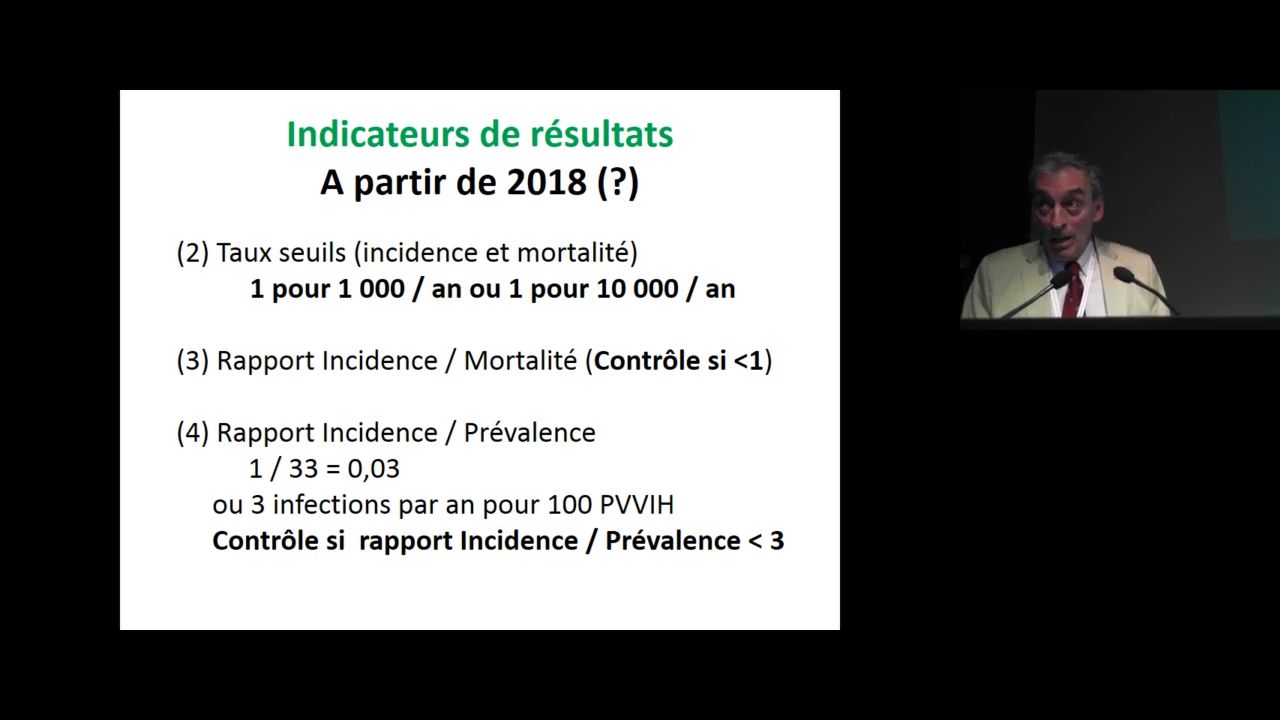 Indicateurs de résultats
A partir de 2018 (?)
(2) Taux seuils (incidence et mortalité)
1 pour 1 000 / an ou 1 pour 10 000 / an
(3) Rapport Incidence / Mortalité (Contrôle si <1)
(4) Rapport Incidence / Prévalence
1 / 33 = 0,03
ou 3 infections par an pour 100 PVVIH
Contrôle si rapport Incidence / Prévalence < 3